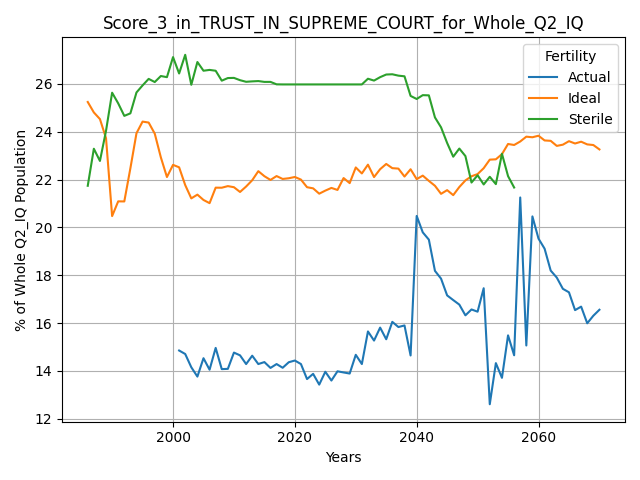 Score_3_in_TRUST_IN_SUPREME_COURT_for_Whole_Q2_IQ
Fertility
Actual
Ideal
Sterile
% of Whole Q2_IQ Population
26
24
22
20
18
16
14
12
2000
2020
2040
2060
Years